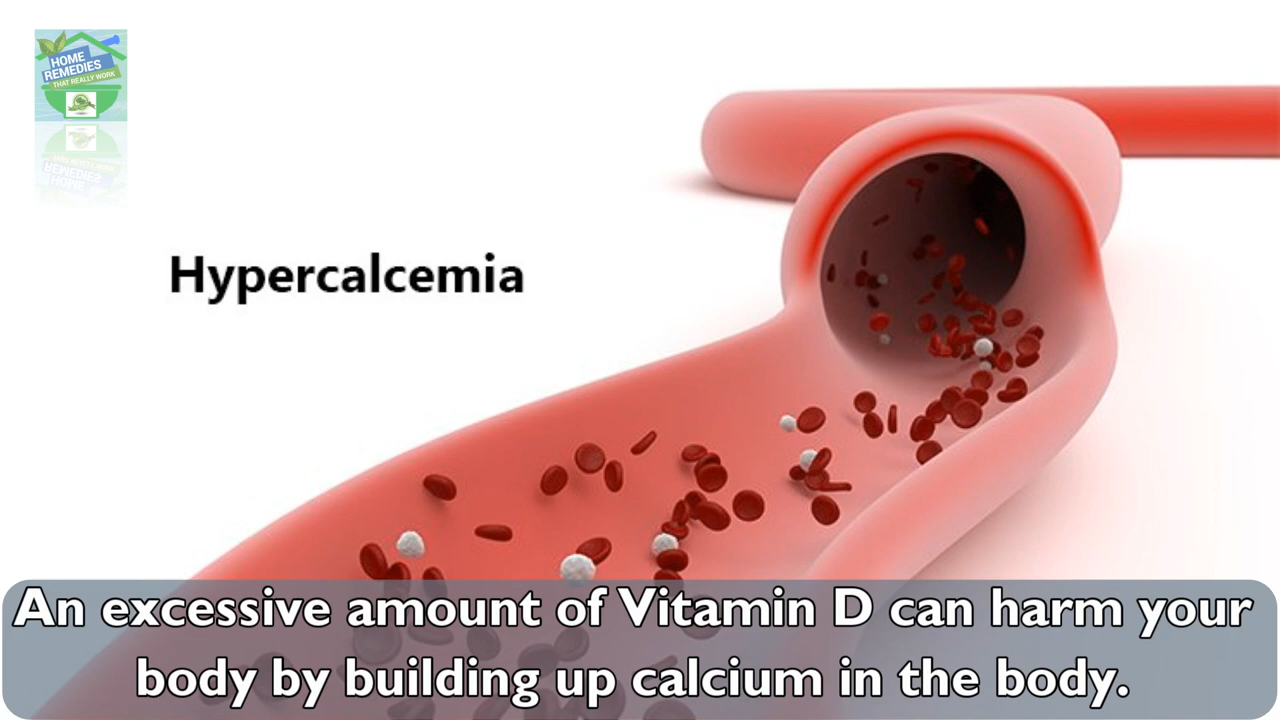 HOME
REMEDIES
THAT REALLY WORK
Hypercalcemia
An excessive amount of Vitamin D can harm your
body by building up calcium in the body.